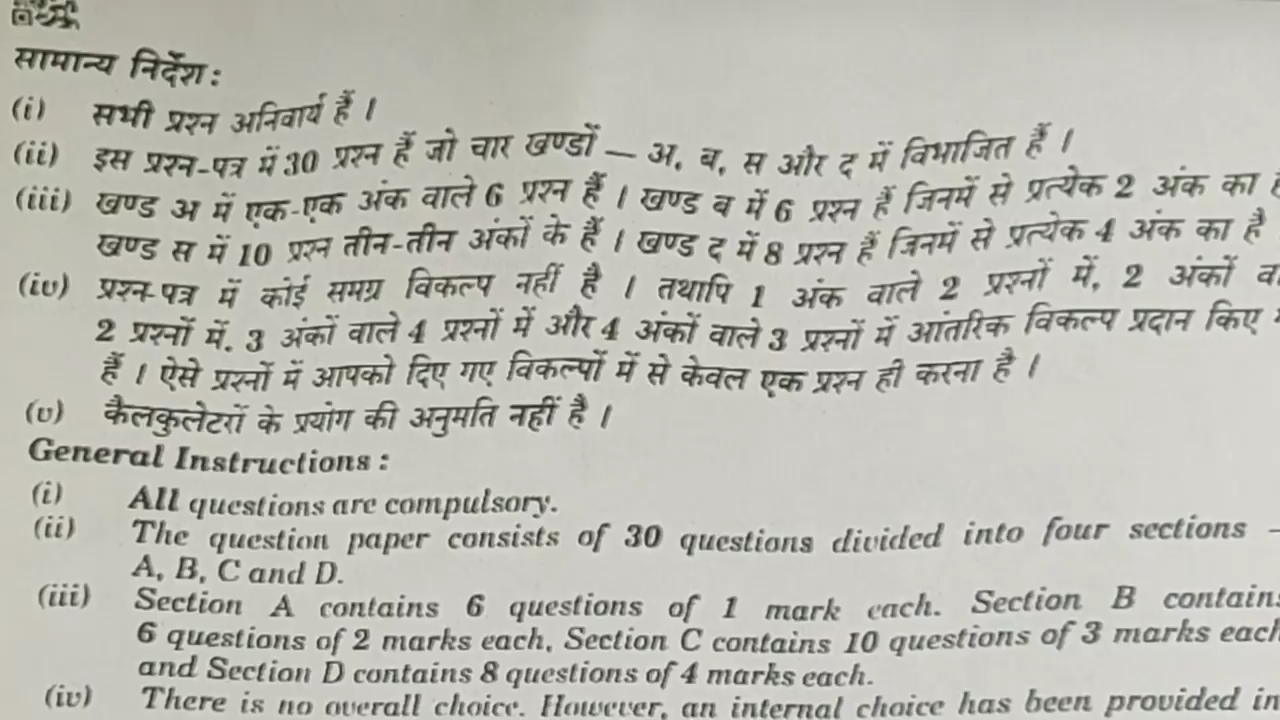 सामान्य निर्देश :
(i) सभी प्रश्न अनिवार्य हैं ।
(ii) इस प्रश्न-पत्र में 30 प्रश्न हैं जो चार खण्डों – अ, ब, स और द में विभाजित हैं ।
(iii) खण्ड अ में एक-एक अंक वाले 6 प्रश्न हैं । खण्ड ब में 6 प्रश्न हैं जिनमें से प्रत्येक 2 अंक का
खण्ड स में 10 प्रश्न तीन-तीन अंकों के हैं । खण्ड द में 8 प्रश्न हैं जिनमें से प्रत्येक 4 अंक का है
(iv) प्रश्न-पत्र में कोई समग्र विकल्प नहीं है । तथापि 1 अंक वाले 2 प्रश्नों में, 2 अंकों
2 प्रश्नों में, 3 अंकों वाले 4 प्रश्नों में और 4 अंकों वाले 3 प्रश्नों में आंतरिक विकल्प प्रदान किए
हैं । ऐसे प्रश्नों में आपको दिए गए विकल्पों में से केवल एक प्रश्न ही करना है ।
(v) कैलकुलेटरों के प्रयोग की अनुमति नहीं है ।
General Instructions :
(i) All questions are compulsory.
(ii) The question paper consists of 30 questions divided into four sections –
A, B, C and D.
(iii) Section A contains 6 questions of 1 mark each. Section B contains
6 questions of 2 marks each, Section C contains 10 questions of 3 marks each
and Section D contains 8 questions of 4 marks each.
(iv) There is no overall choice. However, an internal choice has been provided in